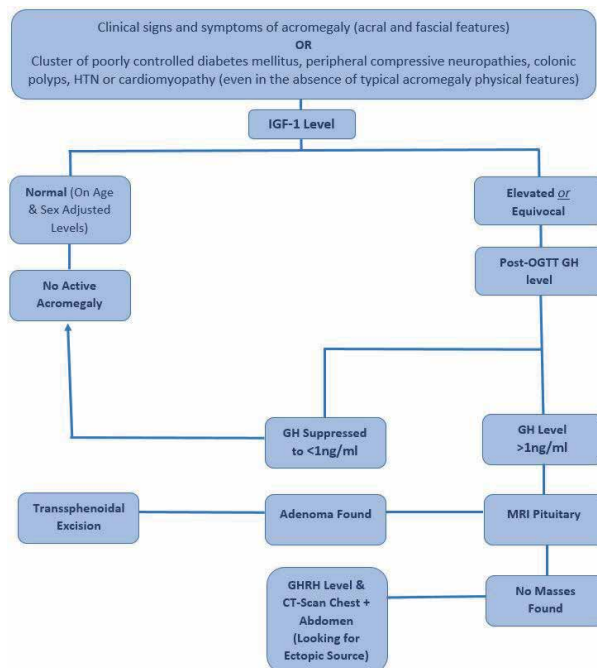 Clinical signs and symptoms of acromegaly (acral and fascial features)
OR
Cluster of poorly controlled diabetes mellitus, peripheral compressive neuropathies, colonic
polyps, HTN or cardiomyopathy (even in the absence of typical acromegaly physical features)
IGF-1 Level
Normal (On Age
& Sex Adjusted
Levels)
Elevated or
Equivocal
No Active
Acromegaly
Post-OGTT GH
level
GH Suppressed
to <1ng/ml
GH Level
>1ng/ml
Transsphenoidal
Excision
Adenoma Found
MRI Pituitary
GHRH Level &
CT-Scan Chest +
Abdomen
(Looking for
Ectopic Source)
No Masses
Found